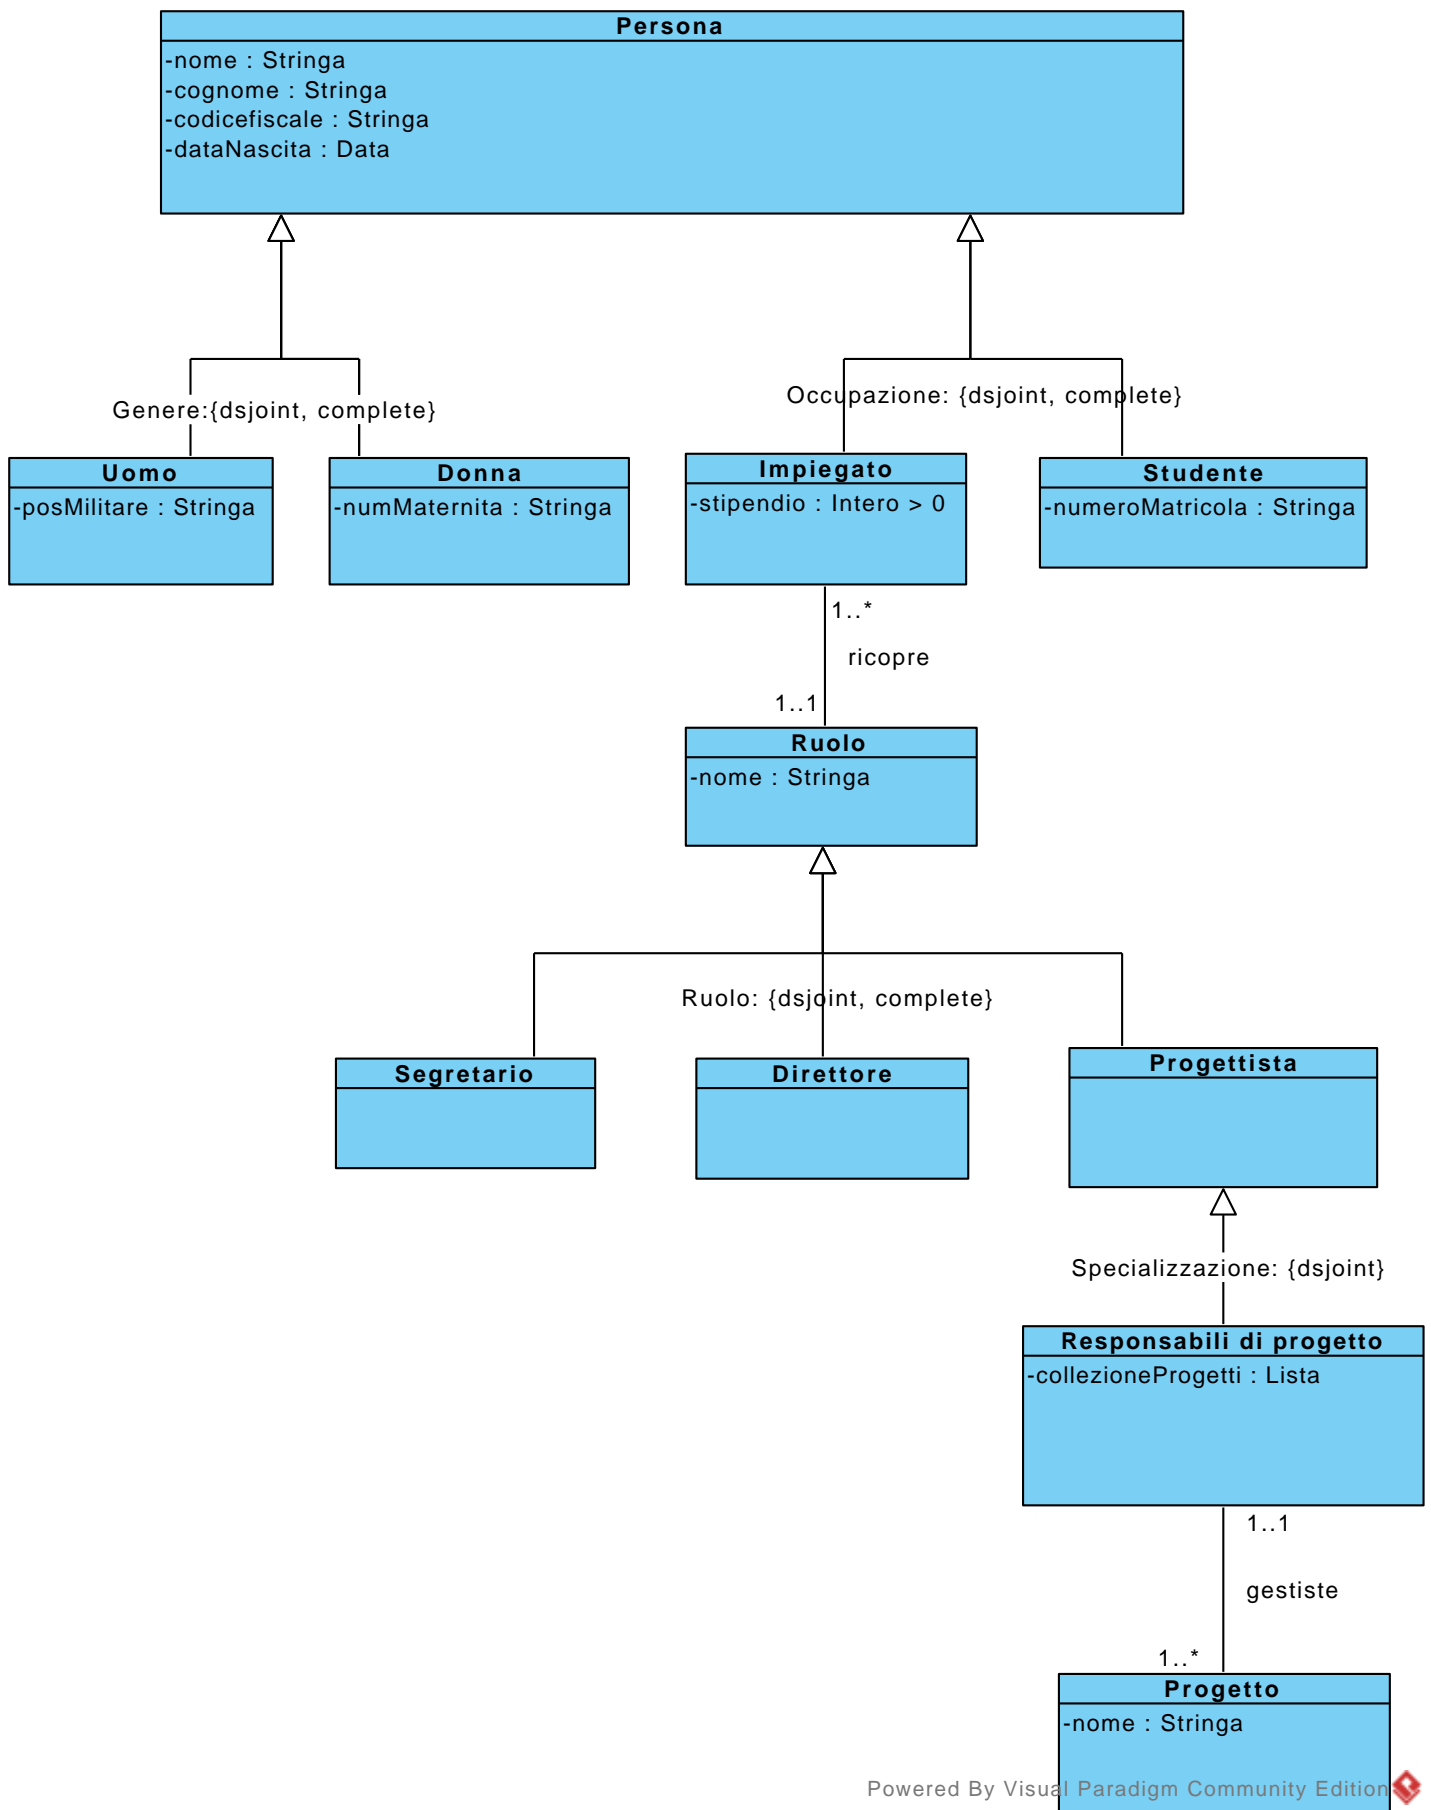 Persona
-nome : Stringa
-cognome : Stringa
-codicefiscale : Stringa
-dataNascita : Data
Genere:{dsjoint, complete}
Occupazione: {dsjoint, complete}
Uomo
-posMilitare : Stringa
Donna
-numMaternita : Stringa
Impiegato
-stipendio : Intero > 0
Studente
-numeroMatricola : Stringa
1..*
ricopre
1..1
Ruolo
-nome : Stringa
Ruolo: {dsjoint, complete}
Segretario
Direttore
Progettista
Specializzazione: {dsjoint}
Responsabili di progetto
-collezioneProgetti : Lista
1..1
gestiste
1..*
Progetto
-nome : Stringa
Powered By Visual Paradigm Community Edition